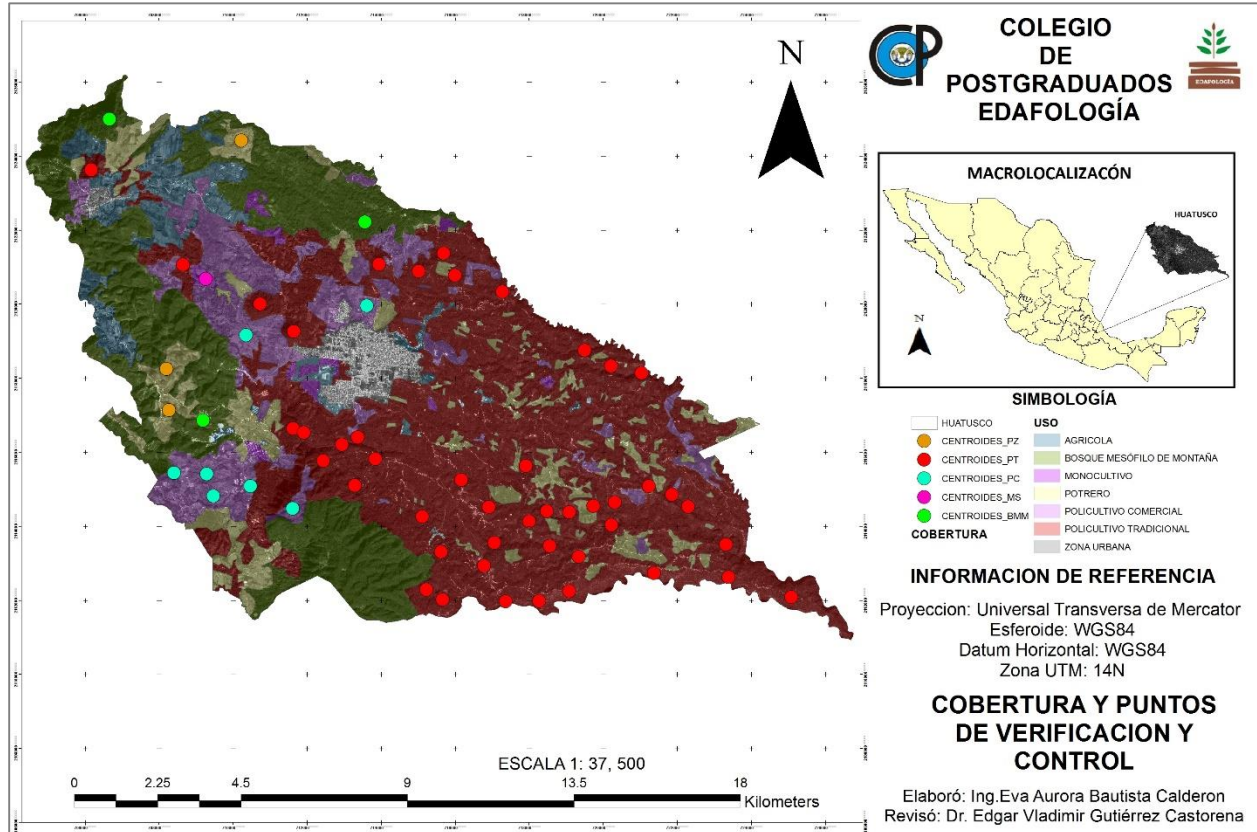 N
ESCALA 1: 37, 500
0 2.25 4.5 9 13.5 18
Kilometers
CP
EDAFOLOGÍA
COLEGIO
DE
POSTGRADUADOS
EDAFOLOGÍA
MACROLOCALIZACÓN
HUATUSCO
N
SIMBOLOGÍA
HUATUSCO
CENTROIDES_PZ
CENTROIDES_PT
CENTROIDES_PC
CENTROIDES_MS
CENTROIDES_BMM
COBERTURA
USO
AGRICOLA
BOSQUE MESÓFILO DE MONTAÑA
MONOCULTIVO
POTRERO
POLICULTIVO COMERCIAL
POLICULTIVO TRADICIONAL
ZONA URBANA
INFORMACION DE REFERENCIA
Proyeccion: Universal Transversa de Mercator
Esferoide: WGS84
Datum Horizontal: WGS84
Zona UTM: 14N
COBERTURA Y PUNTOS
DE VERIFICACION Y
CONTROL
Elaboró: Ing.Eva Aurora Bautista Calderon
Revisó: Dr. Edgar Vladimir Gutiérrez Castorena